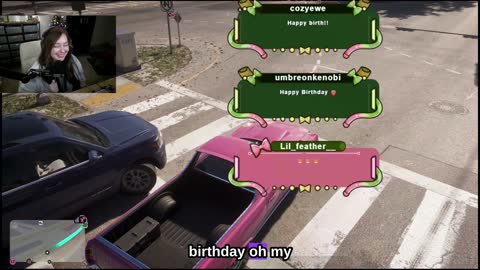 cozyewe
Happy birth!!
umbreonkenobi
Happy Birthday
Lil_feather__
birthday oh my